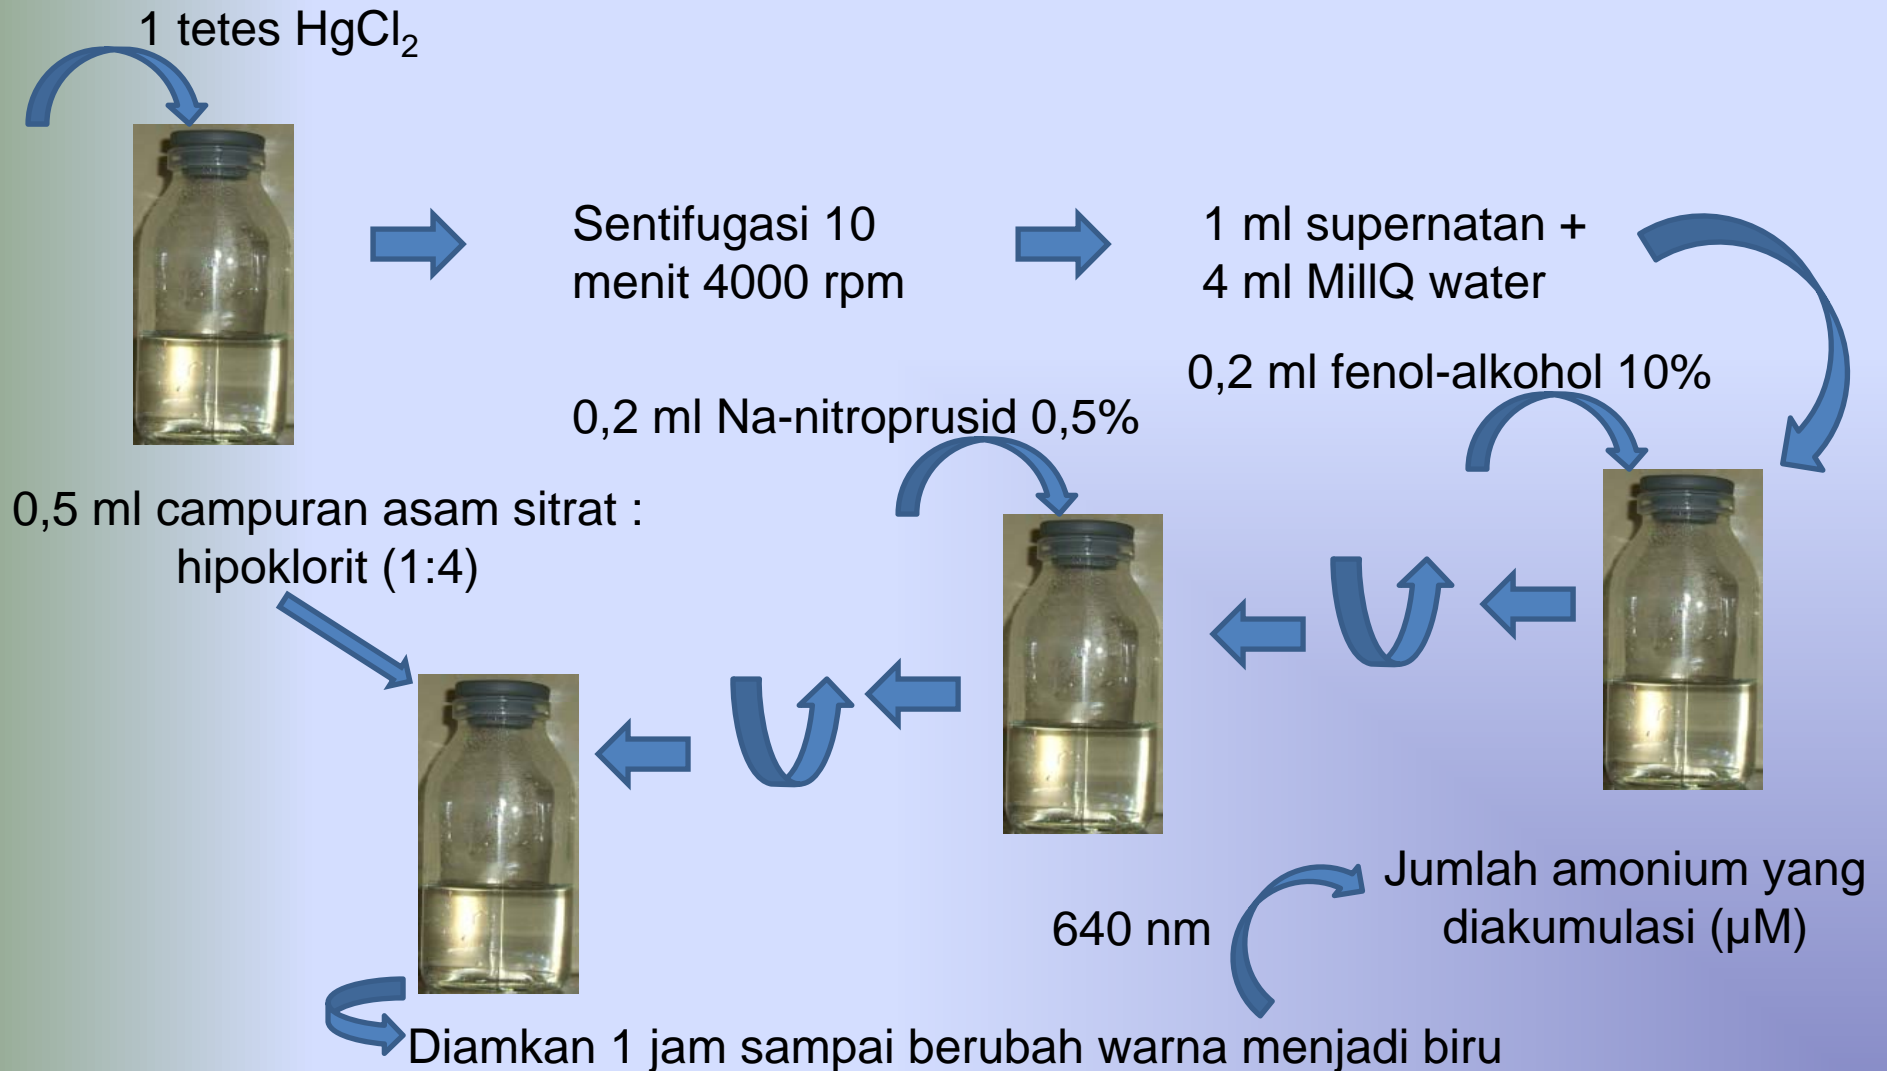 1 tetes HgCl₂
Sentifugasi 10
menit 4000 rpm
1 ml supernatan +
4 ml MillQ water
0,2 ml fenol-alkohol 10%
0,2 ml Na-nitroprusid 0,5%
0,5 ml campuran asam sitrat :
hipoklorit (1:4)
Diamkan 1 jam sampai berubah warna menjadi biru
640 nm
Jumlah amonium yang
diakumulasi (µM)